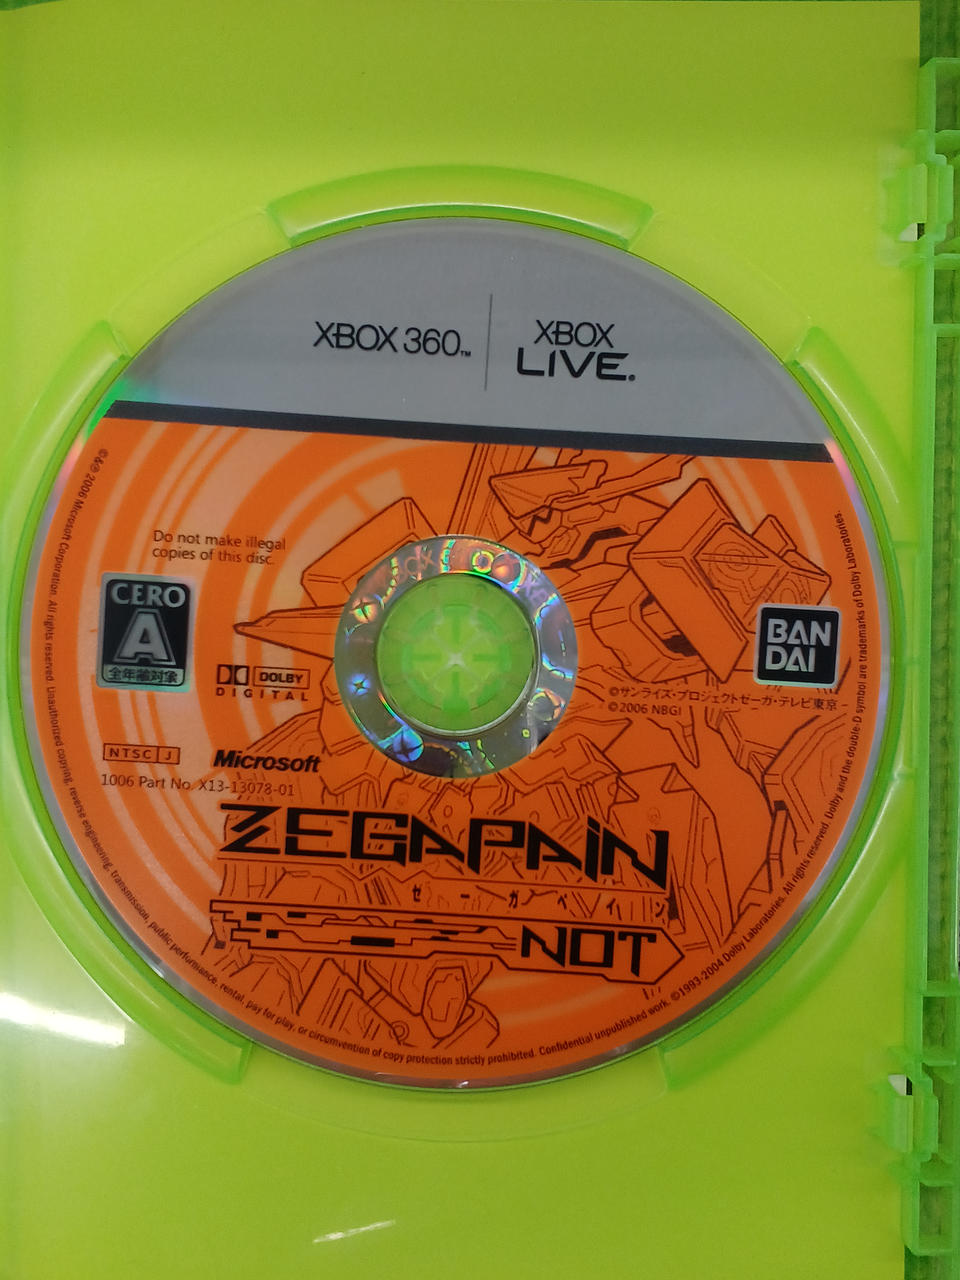 XBOX 360™
XBOX
LIVE®
Do not make illegal
copies of this disc.
CERO
A
全年齢対象
DOLBY
DIGITAL
BAN
DAI
©サンライズ・プロジェクトゼーガ・テレビ東京
©2006 NBGI
NTSC J
Microsoft
1006 Part No. X13-13078-01
ZEGAPAiN
ゼーガペイン
NOT
©&℗ 2006 Microsoft Corporation. All rights reserved. Unauthorized copying, reverse engineering, transmission, public performance, rental, pay for play, or circumvention of copy protection strictly prohibited. Confidential unpublished work. ©1993-2004 Dolby Laboratories. All rights reserved. Dolby and the double-D symbol are trademarks of Dolby Laboratories.